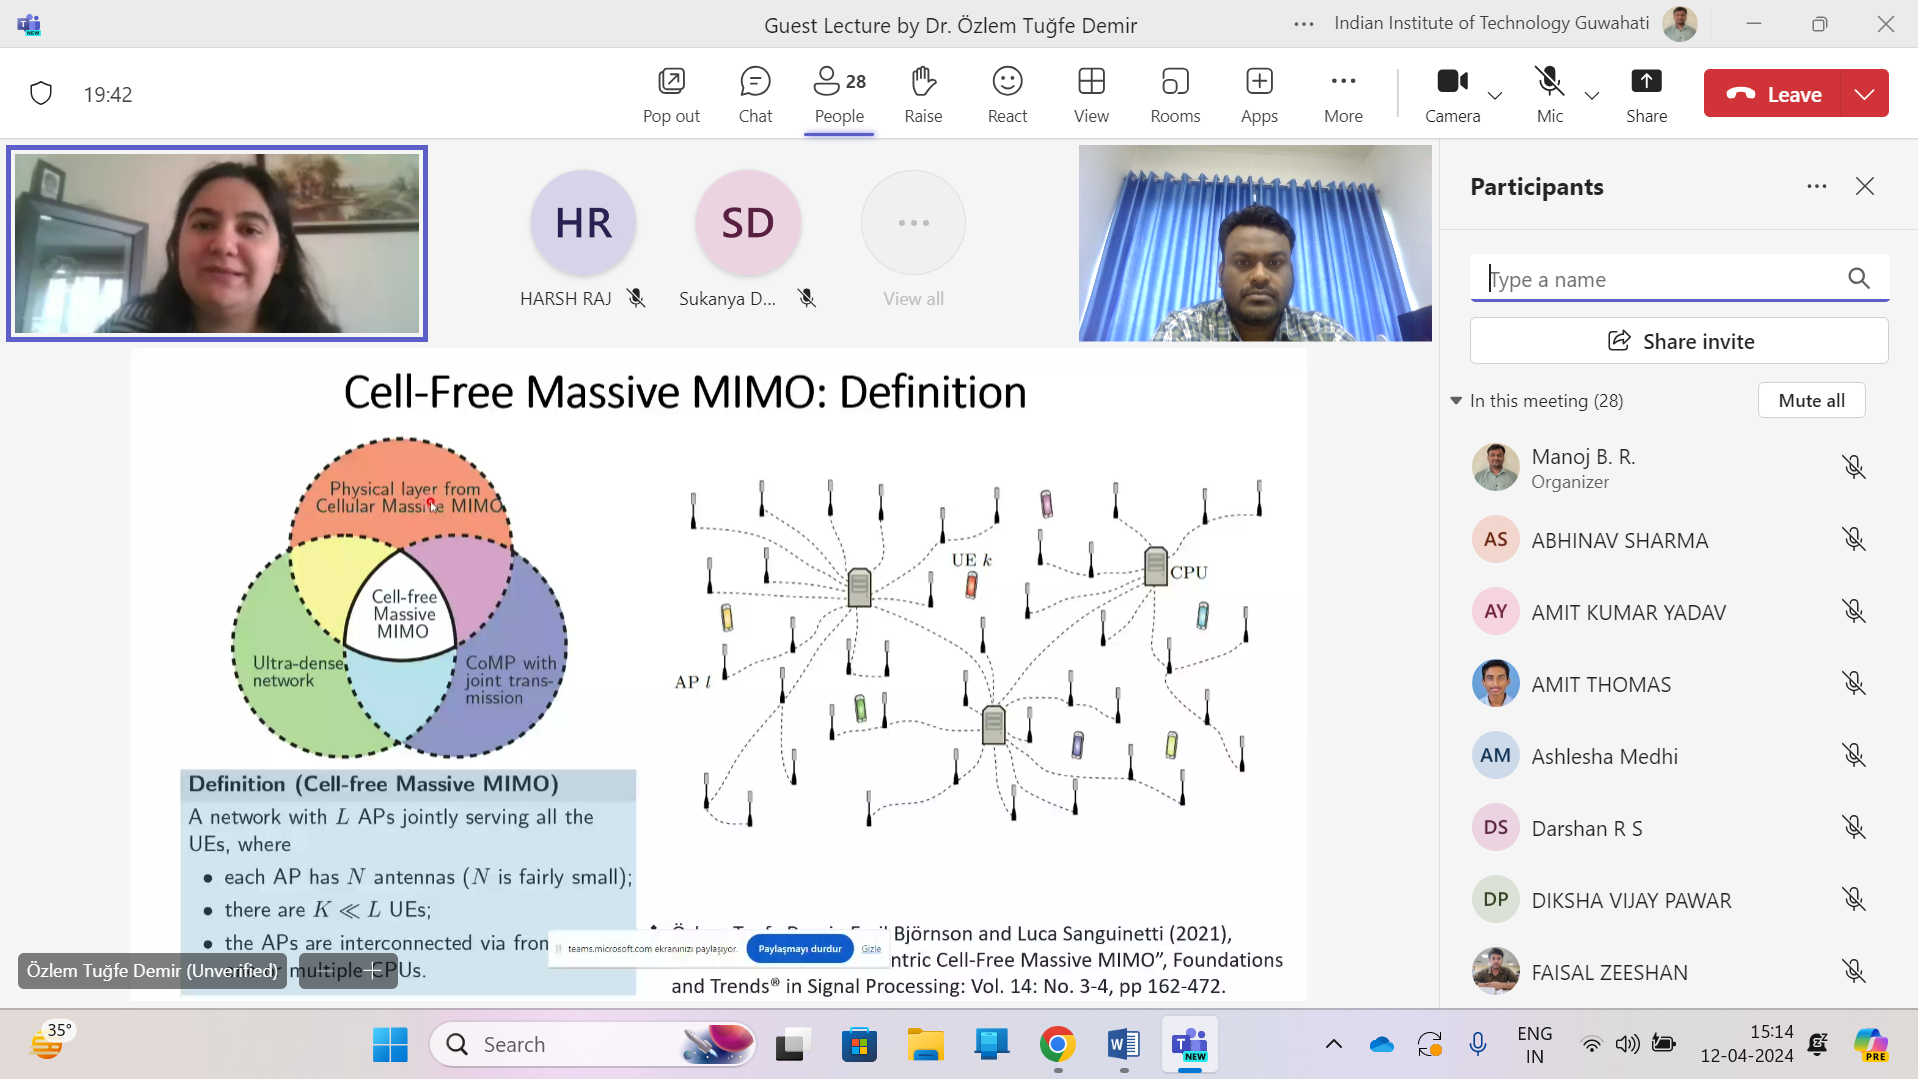 Guest Lecture by Dr. Özlem Tuğfe Demir
Indian Institute of Technology Guwahati
19:42
Pop out
Chat
28
People
Raise
React
View
Rooms
Apps
More
Camera
Mic
Share
Leave
HR
HARSH RAJ
SD
Sukanya D...
View all
Cell-Free Massive MIMO: Definition
Physical layer from
Cellular Massive MIMO
Cell-free
Massive
MIMO
Ultra-dense
network
CoMP with
joint trans-
mission
UE k
CPU
AP l
Definition (Cell-free Massive MIMO)
A network with L APs jointly serving all the
UEs, where
• each AP has N antennas (N is fairly small);
• there are K ≪ L UEs;
• the APs are interconnected via fron
multiple CPUs.
Özlem Tuğfe Demir (Unverified)
teams.microsoft.com ekranınızı paylaşıyor.
Paylaşmayı durdur
Gizle
Björnson and Luca Sanguinetti (2021),
ntric Cell-Free Massive MIMO”, Foundations
and Trends® in Signal Processing: Vol. 14: No. 3-4, pp 162-472.
Participants
Type a name
Share invite
In this meeting (28)
Mute all
Manoj B. R.
Organizer
AS
ABHINAV SHARMA
AY
AMIT KUMAR YADAV
AMIT THOMAS
AM
Ashlesha Medhi
DS
Darshan R S
DP
DIKSHA VIJAY PAWAR
FAISAL ZEESHAN
35°
Search
NEW
ENG
IN
15:14
12-04-2024
PRE